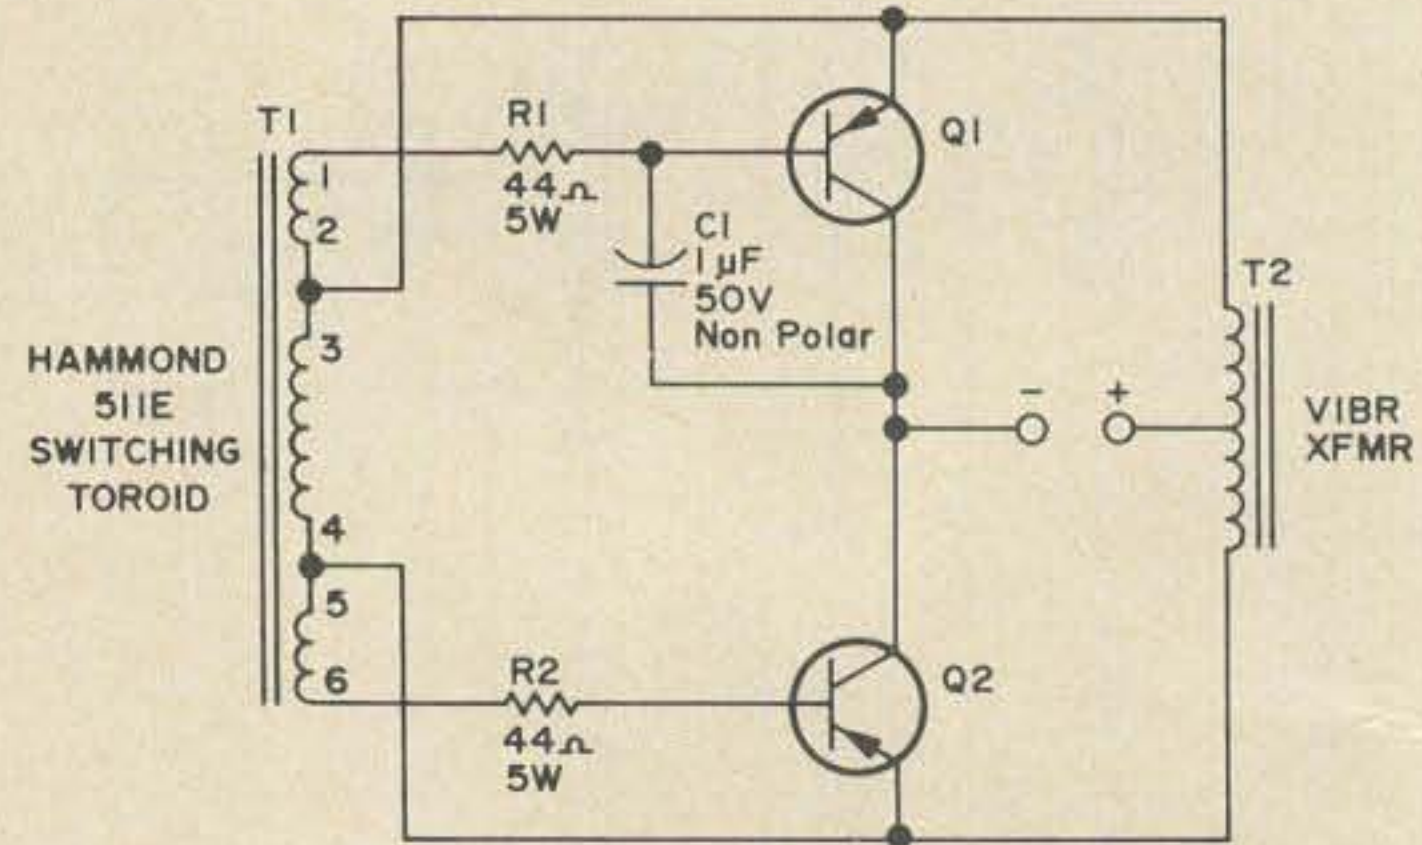 T1
1
2
3
4
5
6
HAMMOND
511E
SWITCHING
TOROID
R1
44Ω
5W
C1
1 µF
50V
Non Polar
Q1
- +
T2
VIBR
XFMR
R2
44Ω
5W
Q2